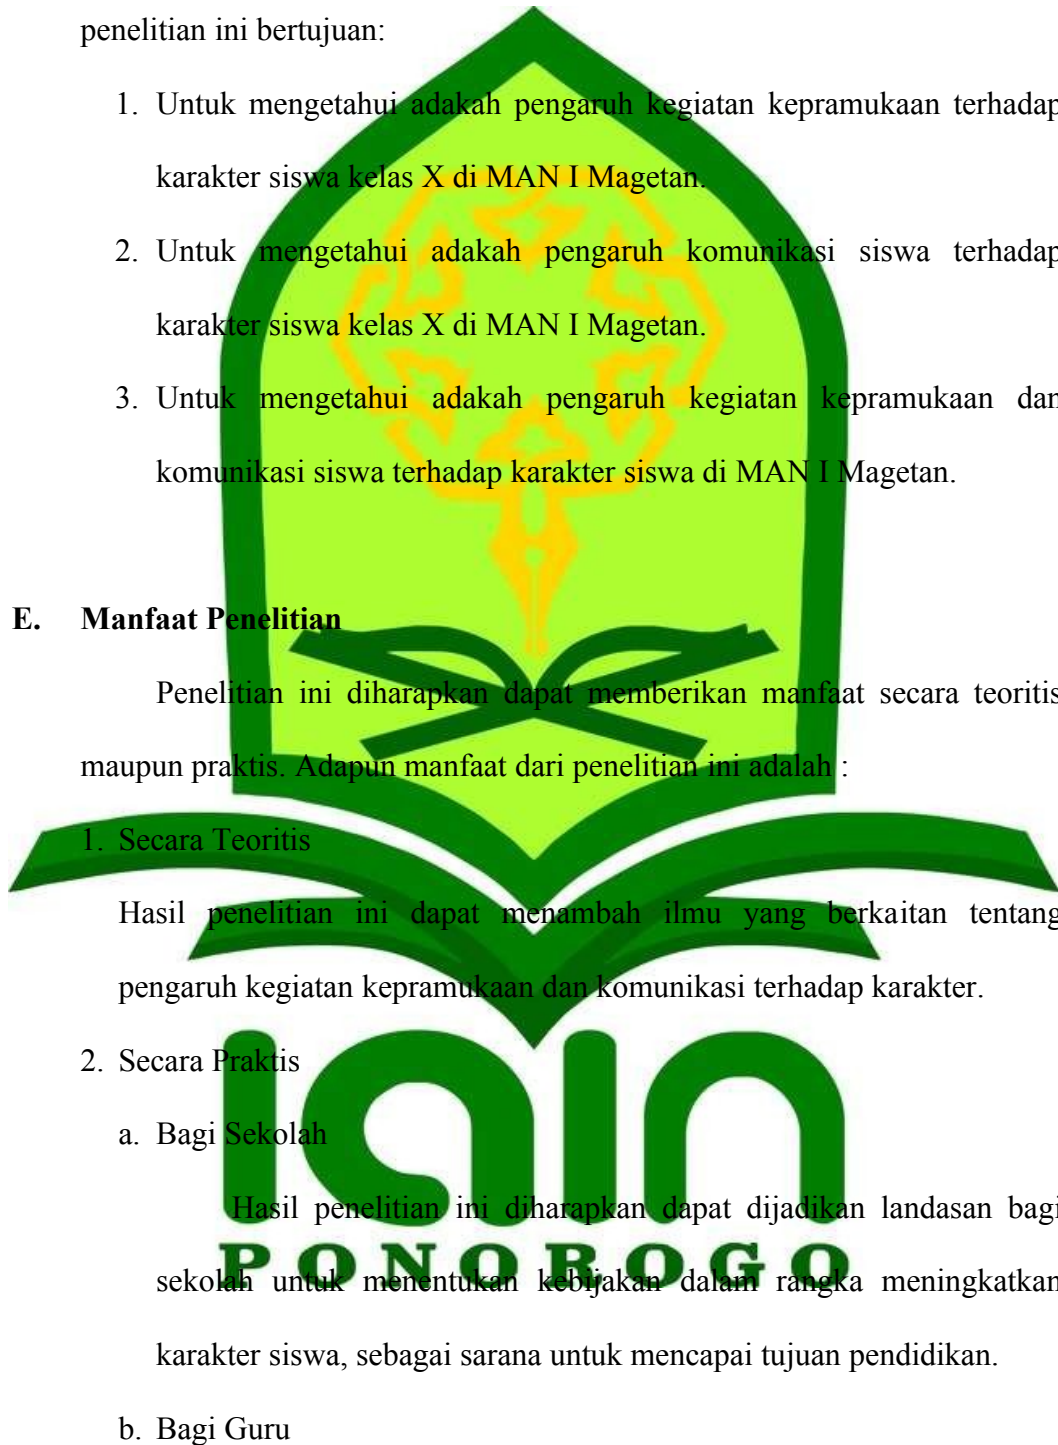 penelitian ini bertujuan:
1. Untuk mengetahui adakah pengaruh kegiatan kepramukaan terhadap
karakter siswa kelas X di MAN I Magetan.
2. Untuk mengetahui adakah pengaruh komunikasi siswa terhadap
karakter siswa kelas X di MAN I Magetan.
3. Untuk mengetahui adakah pengaruh kegiatan kepramukaan dan
komunikasi siswa terhadap karakter siswa di MAN I Magetan.
E. Manfaat Penelitian
Penelitian ini diharapkan dapat memberikan manfaat secara teoritis
maupun praktis. Adapun manfaat dari penelitian ini adalah :
1. Secara Teoritis
Hasil penelitian ini dapat menambah ilmu yang berkaitan tentang
pengaruh kegiatan kepramukaan dan komunikasi terhadap karakter.
2. Secara Praktis
a. Bagi Sekolah
Hasil penelitian ini diharapkan dapat dijadikan landasan bagi
sekolah untuk menentukan kebijakan dalam rangka meningkatkan
karakter siswa, sebagai sarana untuk mencapai tujuan pendidikan.
b. Bagi Guru
iain
PONOROGO